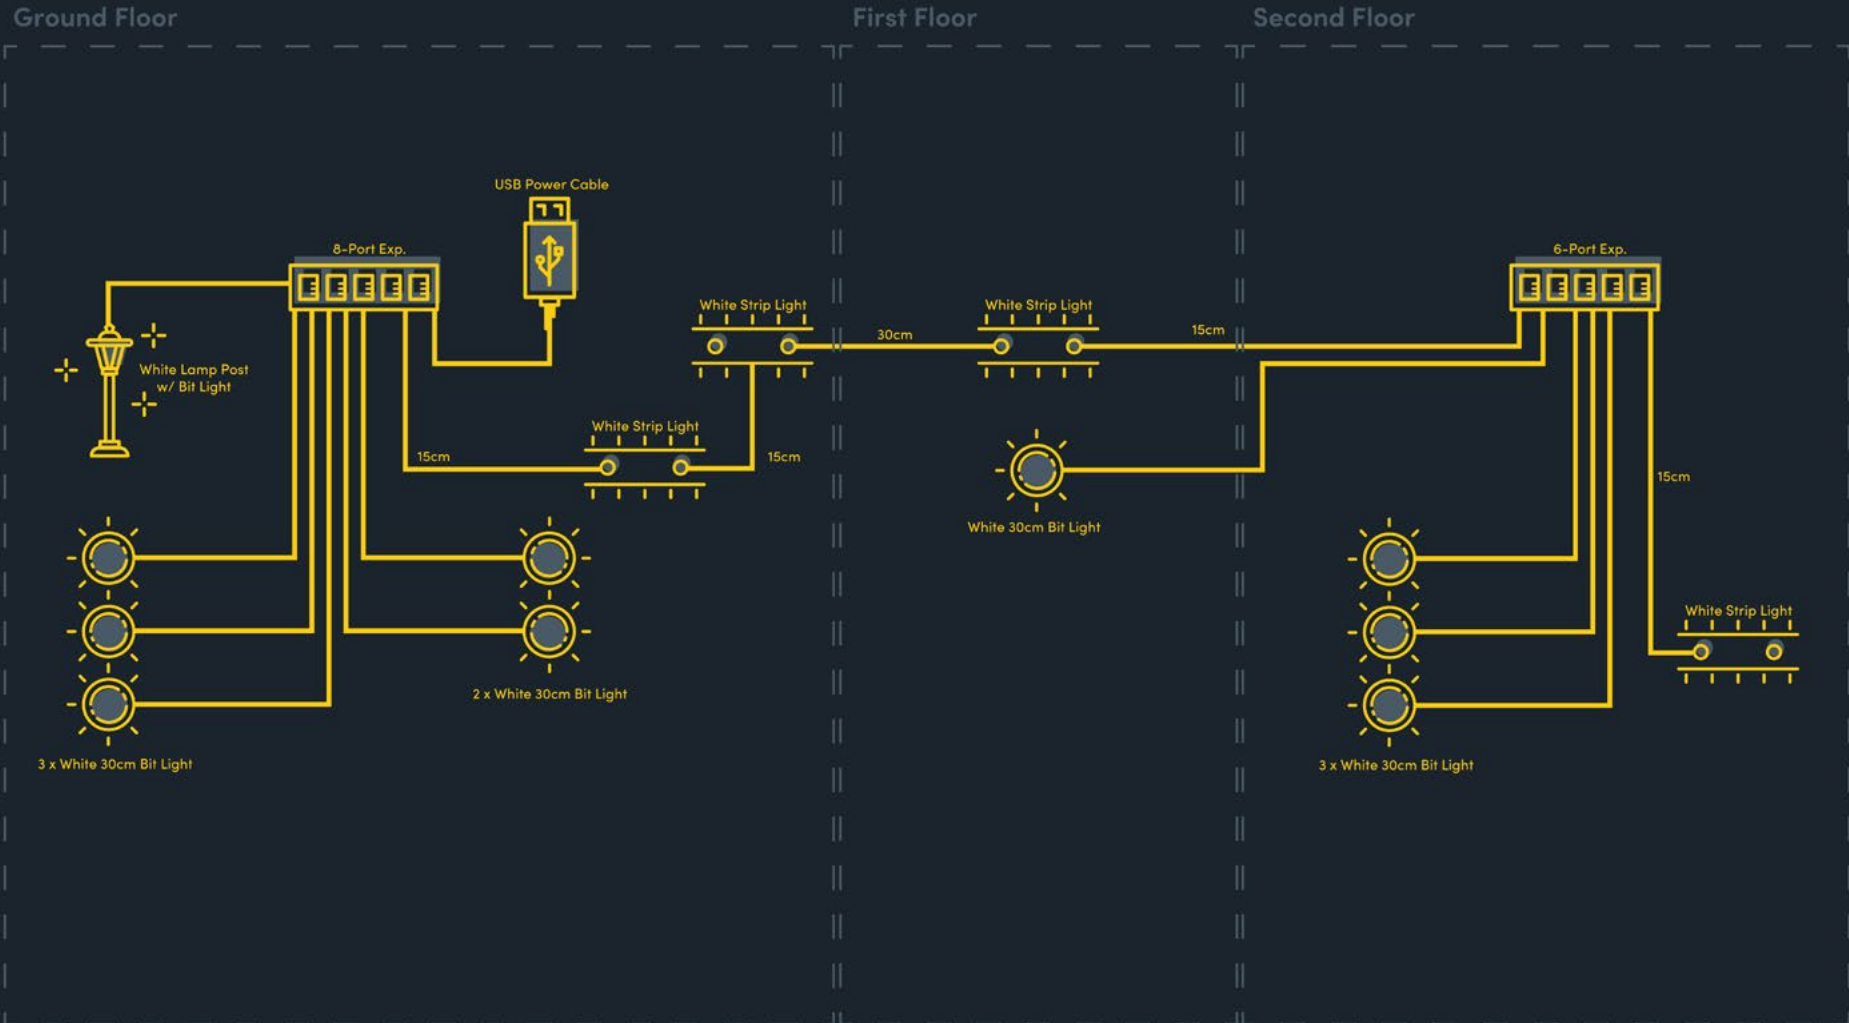 Ground Floor
First Floor
Second Floor
USB Power Cable
8-Port Exp.
6-Port Exp.
White Strip Light
White Strip Light
30cm
15cm
White Lamp Post
w/ Bit Light
White Strip Light
15cm
15cm
15cm
White 30cm Bit Light
White Strip Light
2 x White 30cm Bit Light
3 x White 30cm Bit Light
3 x White 30cm Bit Light